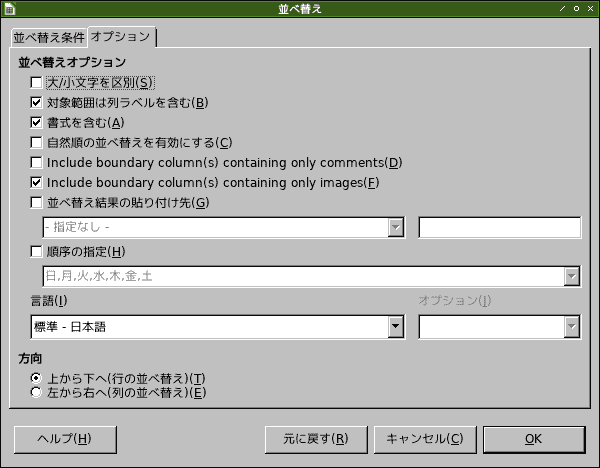 並べ替え
並べ替え条件 オプション
並べ替えオプション
大/小文字を区別(S)
対象範囲は列ラベルを含む(B)
書式を含む(A)
自然順の並べ替えを有効にする(C)
Include boundary column(s) containing only comments(D)
Include boundary column(s) containing only images(F)
並べ替え結果の貼り付け先(G)
- 指定なし -
順序の指定(H)
日,月,火,水,木,金,土
言語(I) オプション(J)
標準 - 日本語
方向
上から下へ(行の並べ替え)(T)
左から右へ(列の並べ替え)(E)
ヘルプ(H) 元に戻す(R) キャンセル(C) OK